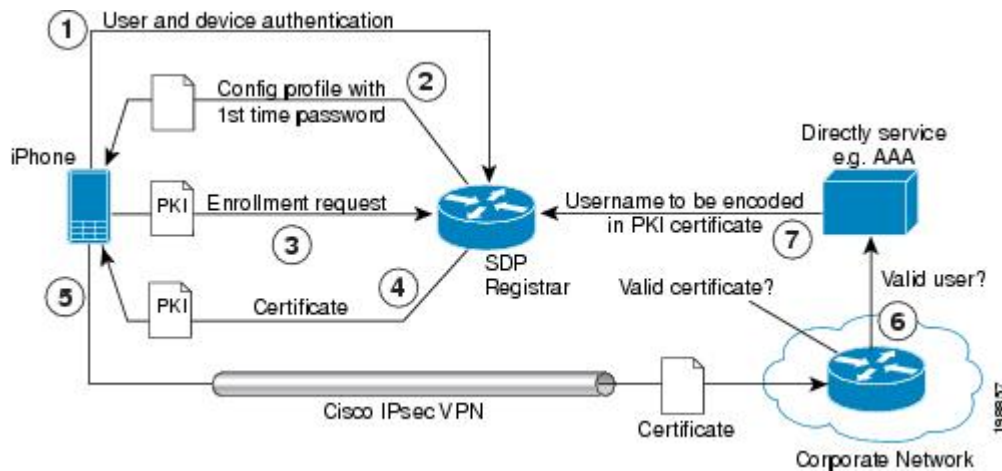 1
User and device authentication
2
Config profile with
1st time password
iPhone
Directly service
e.g. AAA
PKI
Enrollment request
3
Username to be encoded
in PKI certificate
7
SDP
Registrar
5
4
PKI
Certificate
Valid certificate?
Valid user?
6
Cisco IPsec VPN
Certificate
Corporate Network
198857